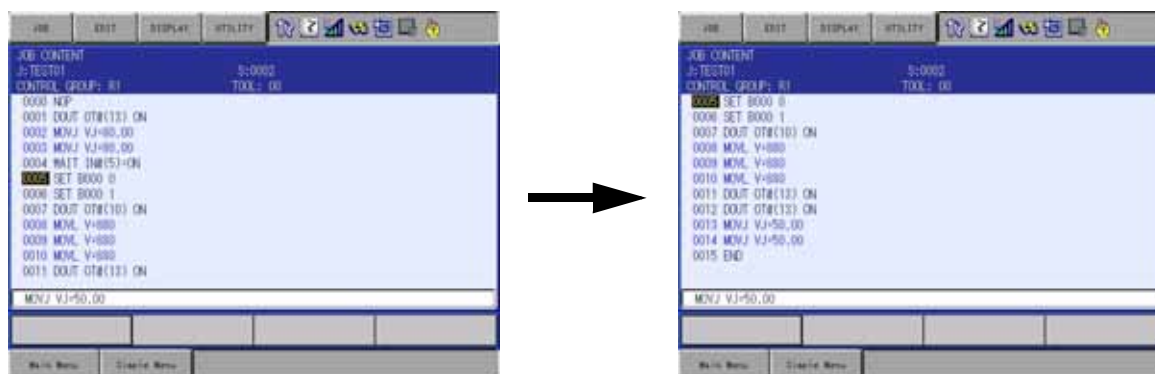 JOB EDIT DISPLAY UTILITY
JOB CONTENT
J:TEST01 S:0002
CONTROL GROUP: R1 TOOL: 00
0000 NOP
0001 DOUT OT#(13) ON
0002 MOVJ VJ=80.00
0003 MOVJ VJ=80.00
0004 WAIT IN#(5)=ON
0005 SET B000 0
0006 SET B000 1
0007 DOUT OT#(10) ON
0008 MOVL V=880
0009 MOVL V=880
0010 MOVL V=880
0011 DOUT OT#(13) ON
MOVJ VJ=50.00
Main Menu Simple Menu
JOB EDIT DISPLAY UTILITY
JOB CONTENT
J:TEST01 S:0002
CONTROL GROUP: R1 TOOL: 00
0005 SET B000 0
0006 SET B000 1
0007 DOUT OT#(10) ON
0008 MOVL V=880
0009 MOVL V=880
0010 MOVL V=880
0011 DOUT OT#(13) ON
0012 DOUT OT#(13) ON
0013 MOVJ VJ=50.00
0014 MOVJ VJ=50.00
0015 END
MOVJ VJ=50.00
Main Menu Simple Menu